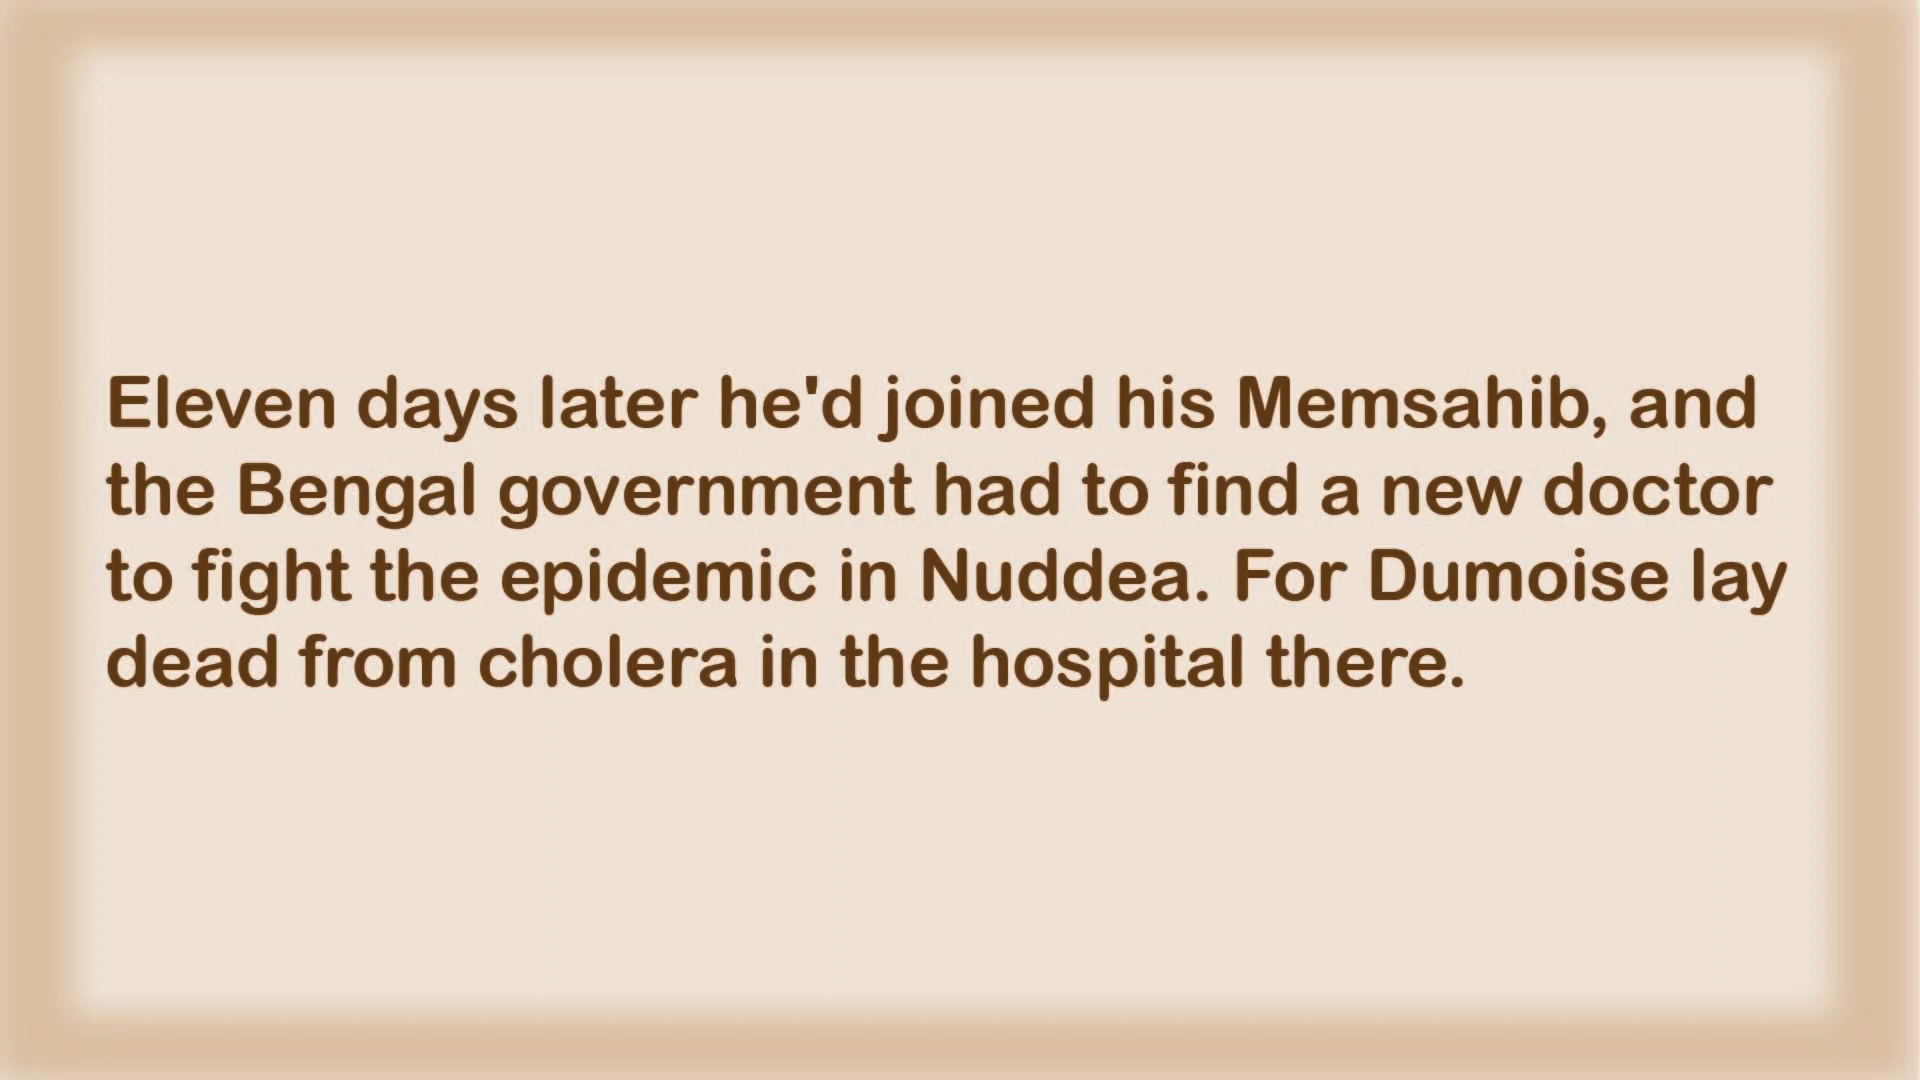 Eleven days later he'd joined his Memsahib, and
the Bengal government had to find a new doctor
to fight the epidemic in Nuddea. For Dumoise lay
dead from cholera in the hospital there.